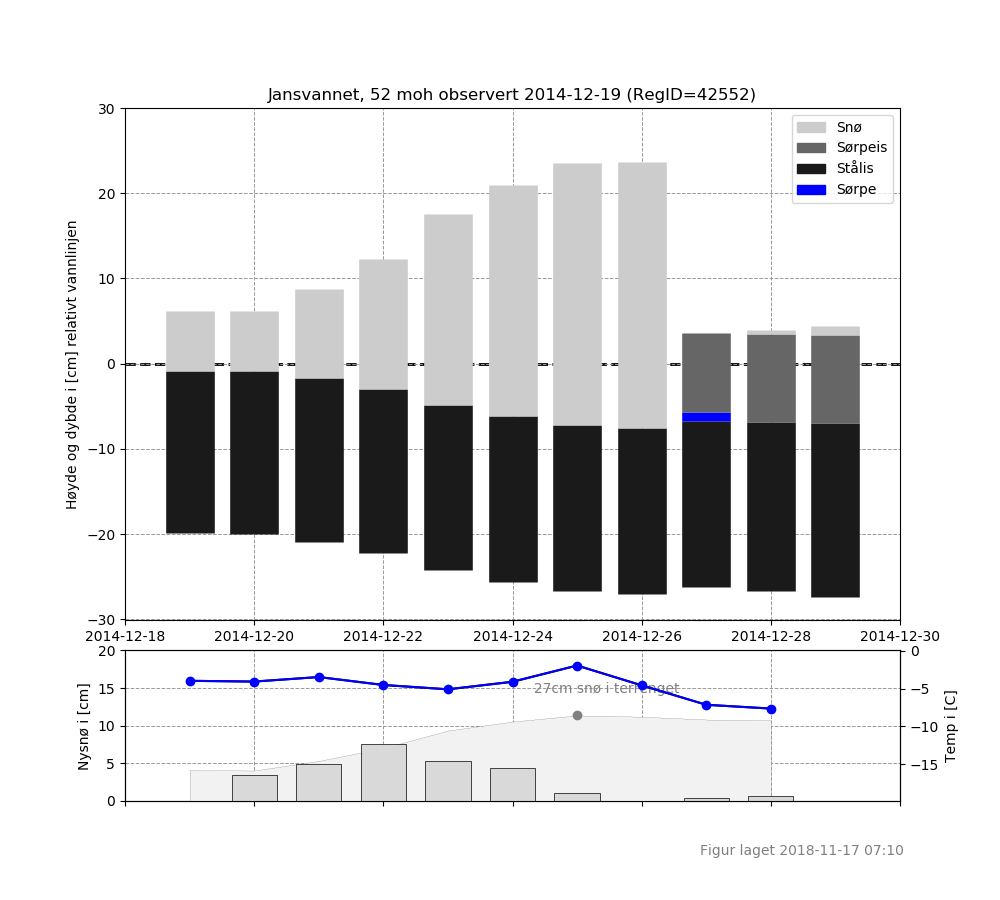 Jansvannet, 52 moh observert 2014-12-19 (RegID=42552)
Høyde og dybde i [cm] relativt vannlinjen
30
20
10
0
−10
−20
−30
Snø
Sørpeis
Stålis
Sørpe
2014-12-18 2014-12-20 2014-12-22 2014-12-24 2014-12-26 2014-12-28 2014-12-30
Nysnø i [cm]
20
15
10
5
0
27cm snø i terrenget
0
−5
−10
−15
Temp i [C]
Figur laget 2018-11-17 07:10